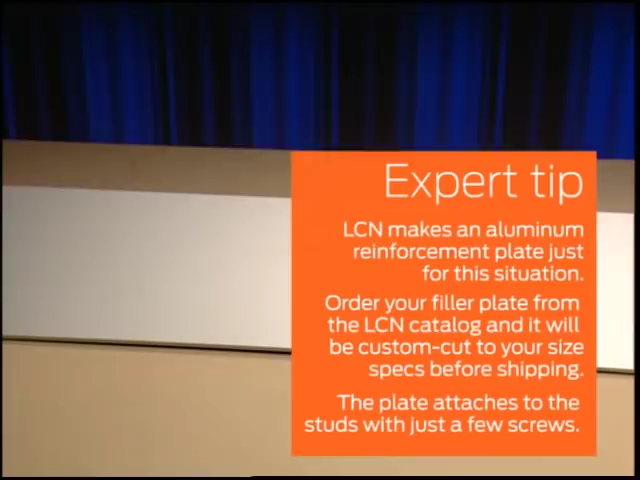 Expert tip
LCN makes an aluminum
reinforcement plate just
for this situation.
Order your filler plate from
the LCN catalog and it will
be custom-cut to your size
specs before shipping.
The plate attaches to the
studs with just a few screws.